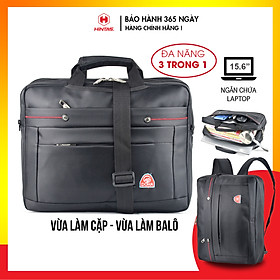 HINTIME
BẢO HÀNH 365 NGÀY
HÀNG CHÍNH HÃNG !
ĐA NĂNG
3 TRONG 1
15.6"
NGĂN CHỨA
LAPTOP
VỪA LÀM CẶP - VỪA LÀM BALÔ